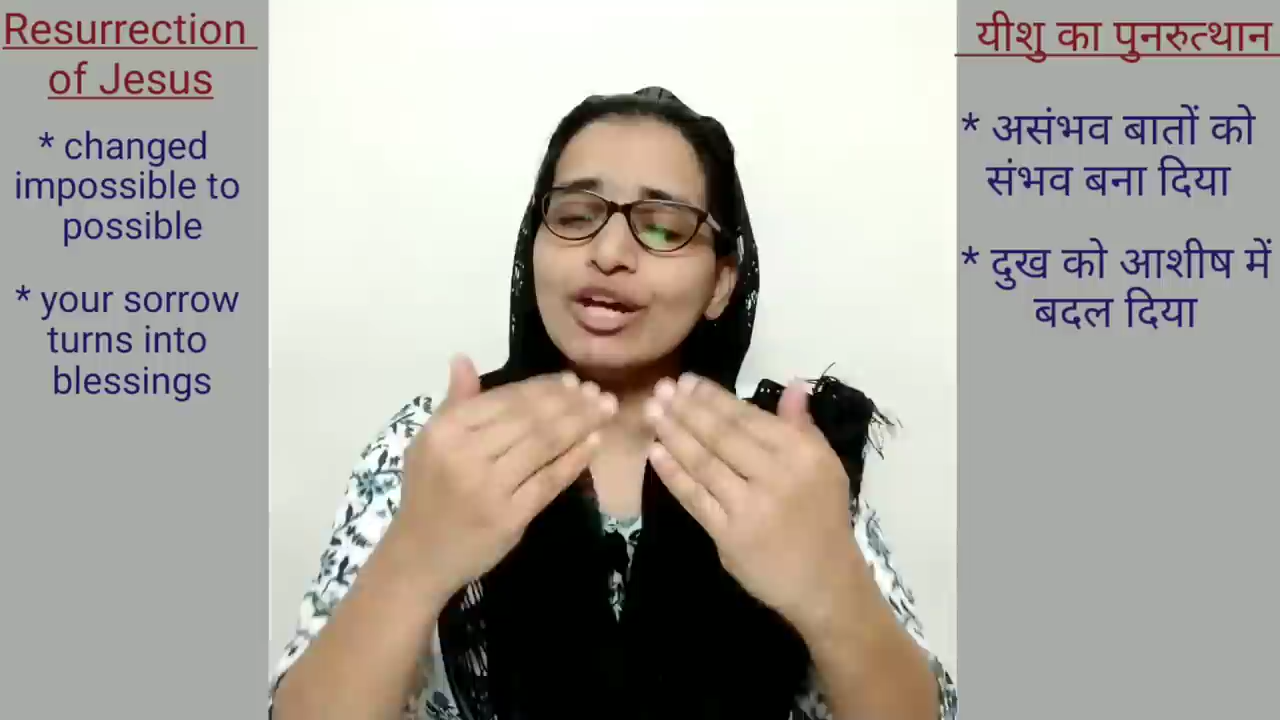 Resurrection
of Jesus
* changed
impossible to
possible
* your sorrow
turns into
blessings
यीशु का पुनरुत्थान
* असंभव बातों को
संभव बना दिया
* दुख को आशीष में
बदल दिया